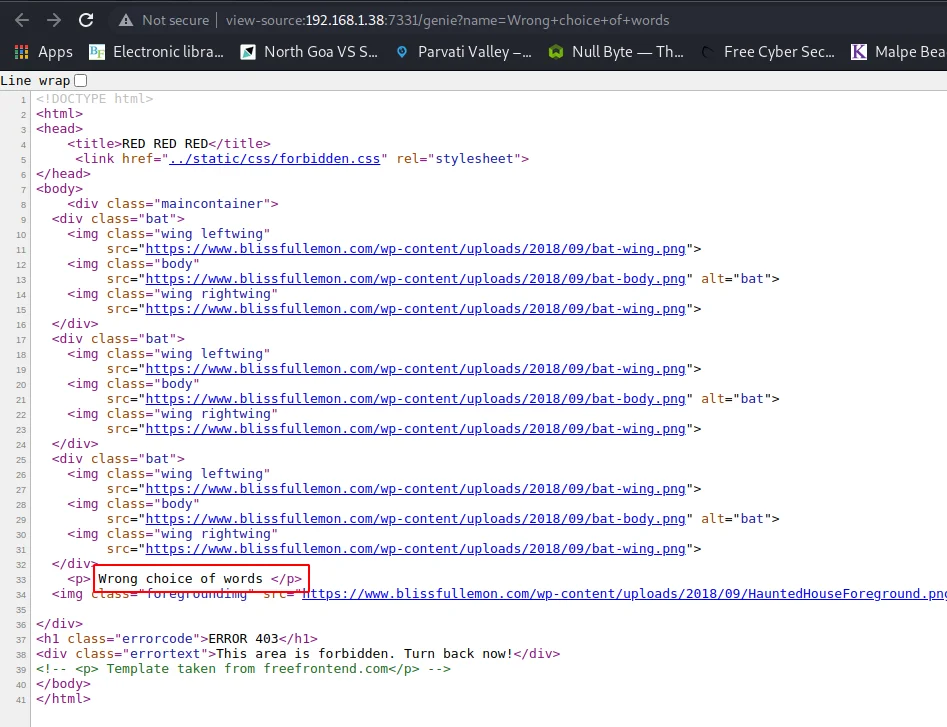 Not secure | view-source:192.168.1.38:7331/genie?name=Wrong+choice+of+words
Apps BF Electronic libra... North Goa VS S... Parvati Valley –... Null Byte — Th... Free Cyber Sec... K Malpe Bea
Line wrap
1 <!DOCTYPE html>
2 <html>
3 <head>
4 <title>RED RED RED</title>
5 <link href="../static/css/forbidden.css" rel="stylesheet">
6 </head>
7 <body>
8 <div class="maincontainer">
9 <div class="bat">
10 <img class="wing leftwing"
11 src="https://www.blissfullemon.com/wp-content/uploads/2018/09/bat-wing.png">
12 <img class="body"
13 src="https://www.blissfullemon.com/wp-content/uploads/2018/09/bat-body.png" alt="bat">
14 <img class="wing rightwing"
15 src="https://www.blissfullemon.com/wp-content/uploads/2018/09/bat-wing.png">
16 </div>
17 <div class="bat">
18 <img class="wing leftwing"
19 src="https://www.blissfullemon.com/wp-content/uploads/2018/09/bat-wing.png">
20 <img class="body"
21 src="https://www.blissfullemon.com/wp-content/uploads/2018/09/bat-body.png" alt="bat">
22 <img class="wing rightwing"
23 src="https://www.blissfullemon.com/wp-content/uploads/2018/09/bat-wing.png">
24 </div>
25 <div class="bat">
26 <img class="wing leftwing"
27 src="https://www.blissfullemon.com/wp-content/uploads/2018/09/bat-wing.png">
28 <img class="body"
29 src="https://www.blissfullemon.com/wp-content/uploads/2018/09/bat-body.png" alt="bat">
30 <img class="wing rightwing"
31 src="https://www.blissfullemon.com/wp-content/uploads/2018/09/bat-wing.png">
32 </div>
33 <p> Wrong choice of words </p>
34 <img class="foregroundimg" src="https://www.blissfullemon.com/wp-content/uploads/2018/09/HauntedHouseForeground.png
35
36 </div>
37 <h1 class="errorcode">ERROR 403</h1>
38 <div class="errortext">This area is forbidden. Turn back now!</div>
39 <!-- <p> Template taken from freefrontend.com</p> -->
40 </body>
41 </html>